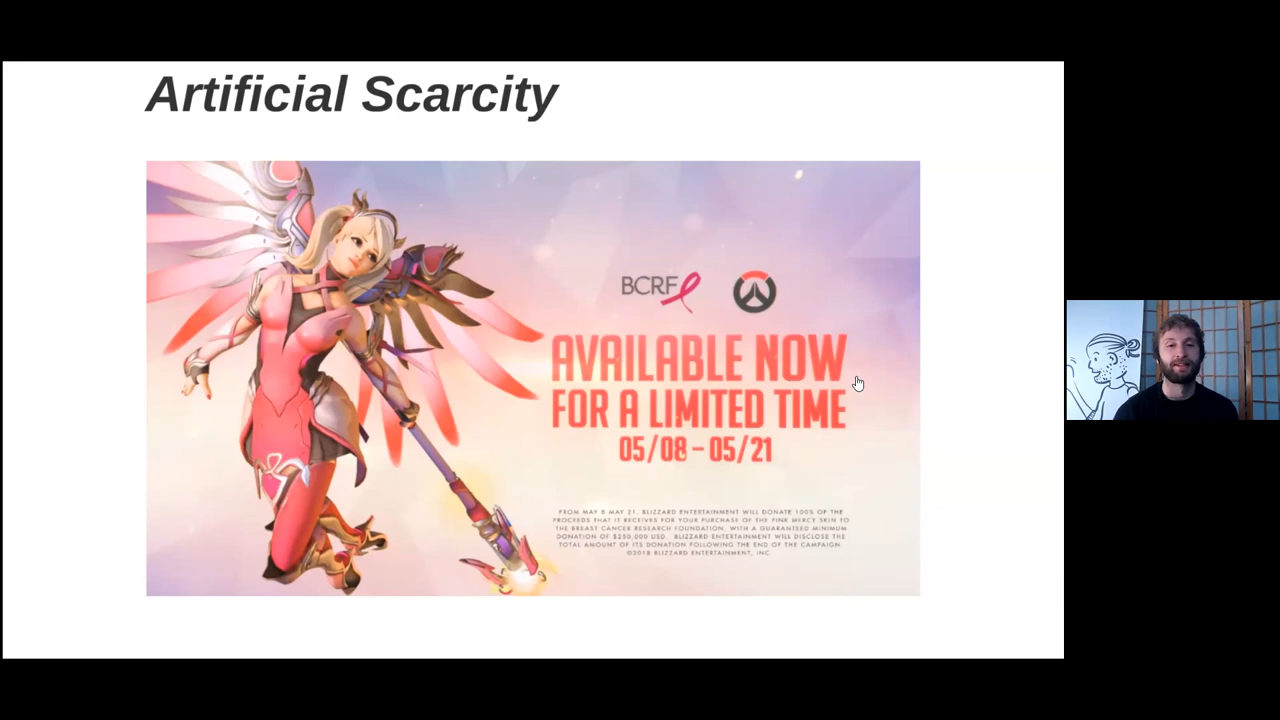 Artificial Scarcity
BCRF
AVAILABLE NOW
FOR A LIMITED TIME
05/08 – 05/21
FROM MAY 8-MAY 21, BLIZZARD ENTERTAINMENT WILL DONATE 100% OF THE
PROCEEDS THAT IT RECEIVES FOR YOUR PURCHASE OF THE PINK MERCY SKIN TO
THE BREAST CANCER RESEARCH FOUNDATION, WITH A GUARANTEED MINIMUM
DONATION OF $250,000 USD. BLIZZARD ENTERTAINMENT WILL DISCLOSE THE
TOTAL AMOUNT OF ITS DONATION FOLLOWING THE END OF THE CAMPAIGN.
©2018 BLIZZARD ENTERTAINMENT, INC.